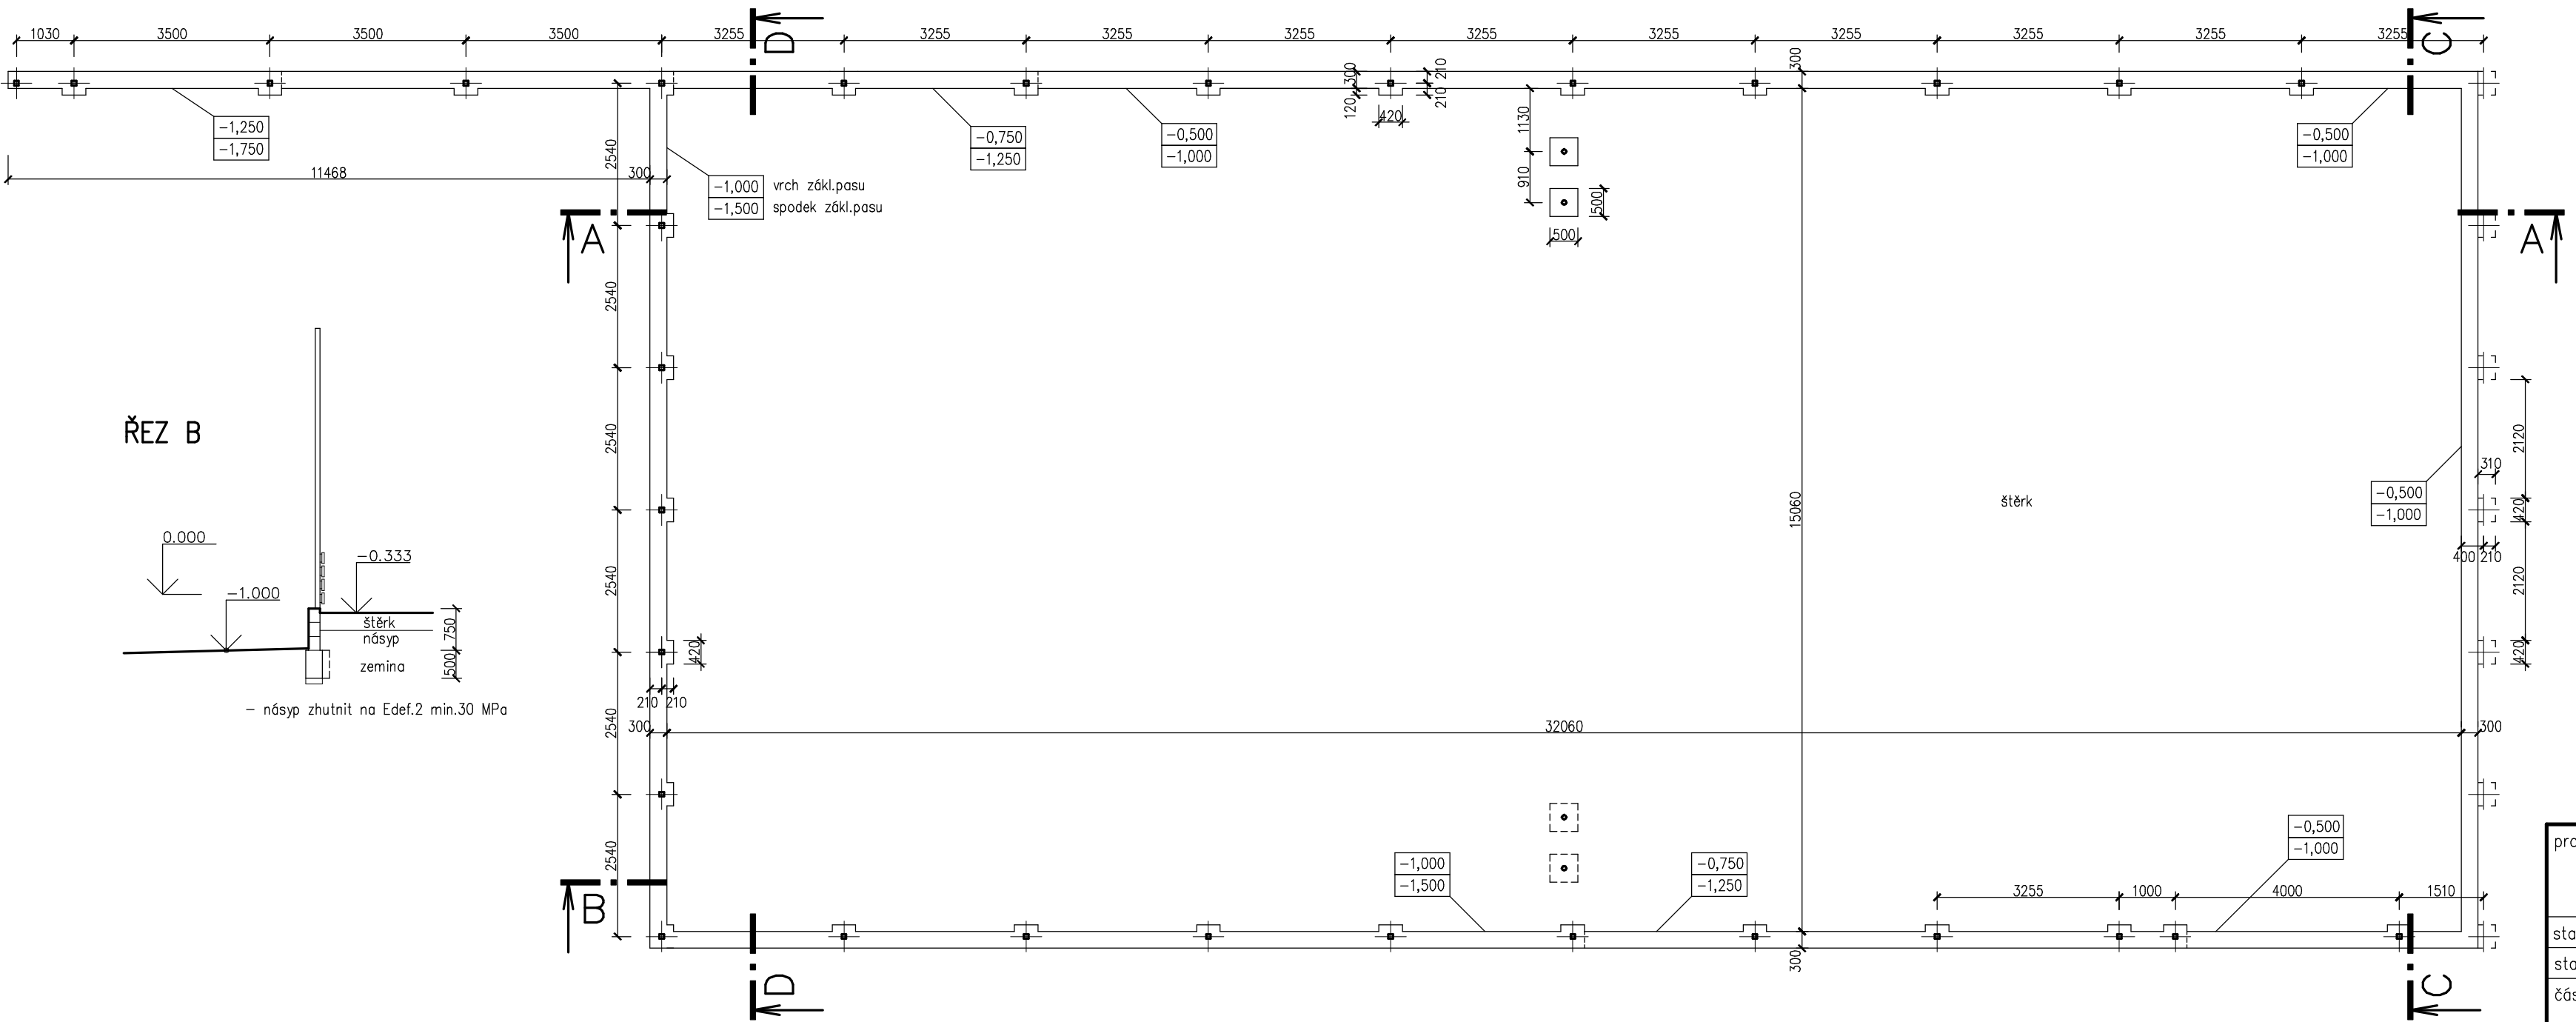 1030 3500 3500 3500 3255 3255 3255 3255 3255 3255 3255 3255 3255 3255
D
C
300
300 210
120 210
420
-1,250
-1,750
-0,750
-1,250
-0,500
-1,000
-0,500
-1,000
1130
910
500
500
11468 300
-1,000 vrch zákl.pasu
-1,500 spodek zákl.pasu
2540
2540
2540
2540
2540
2540
A
A
ŘEZ B
0.000
-0.333
-1.000
štěrk
násyp
zemina
750
500
- násyp zhutnit na Edef.2 min.30 MPa
420
210 210
300 32060 300
15060
štěrk
-0,500
-1,000
2120
310
420
400 210
2120
420
B
-1,000
-1,500
-0,750
-1,250
-0,500
-1,000
3255 1000 4000 1510
300
D
C
pro
sta
sta
čás